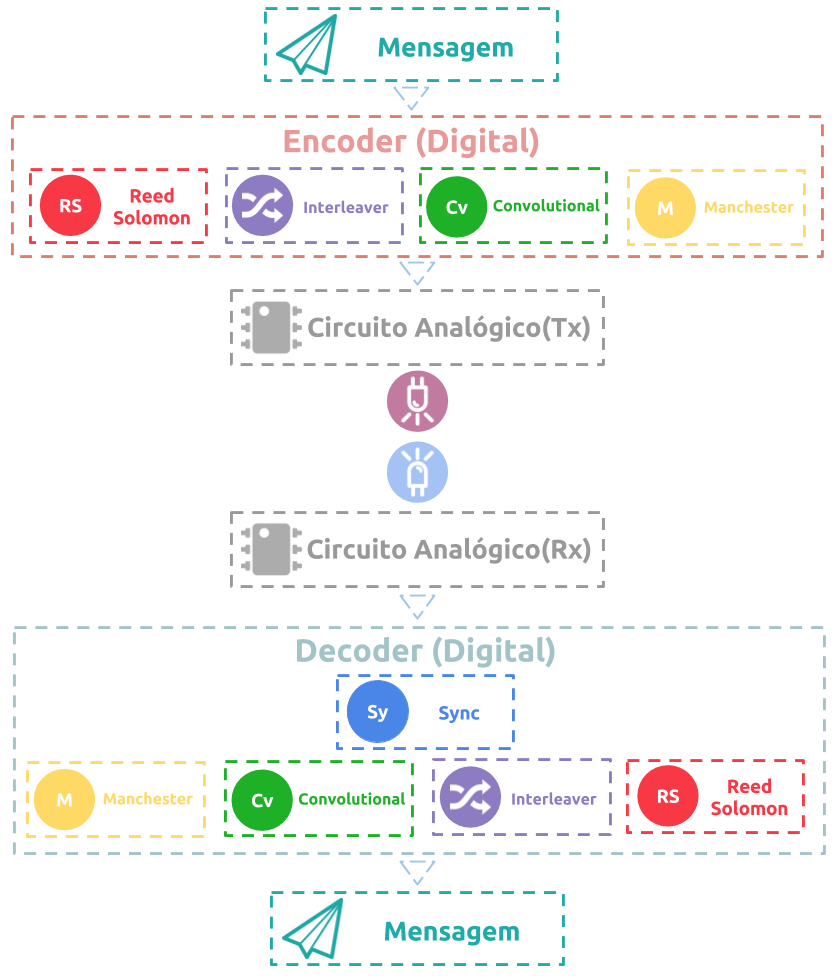 Mensagem
Encoder (Digital)
RS
Reed
Solomon
Interleaver
Cv
Convolutional
M
Manchester
Circuito Analógico(Tx)
Circuito Analógico(Rx)
Decoder (Digital)
Sy
Sync
M
Manchester
Cv
Convolutional
Interleaver
RS
Reed
Solomon
Mensagem